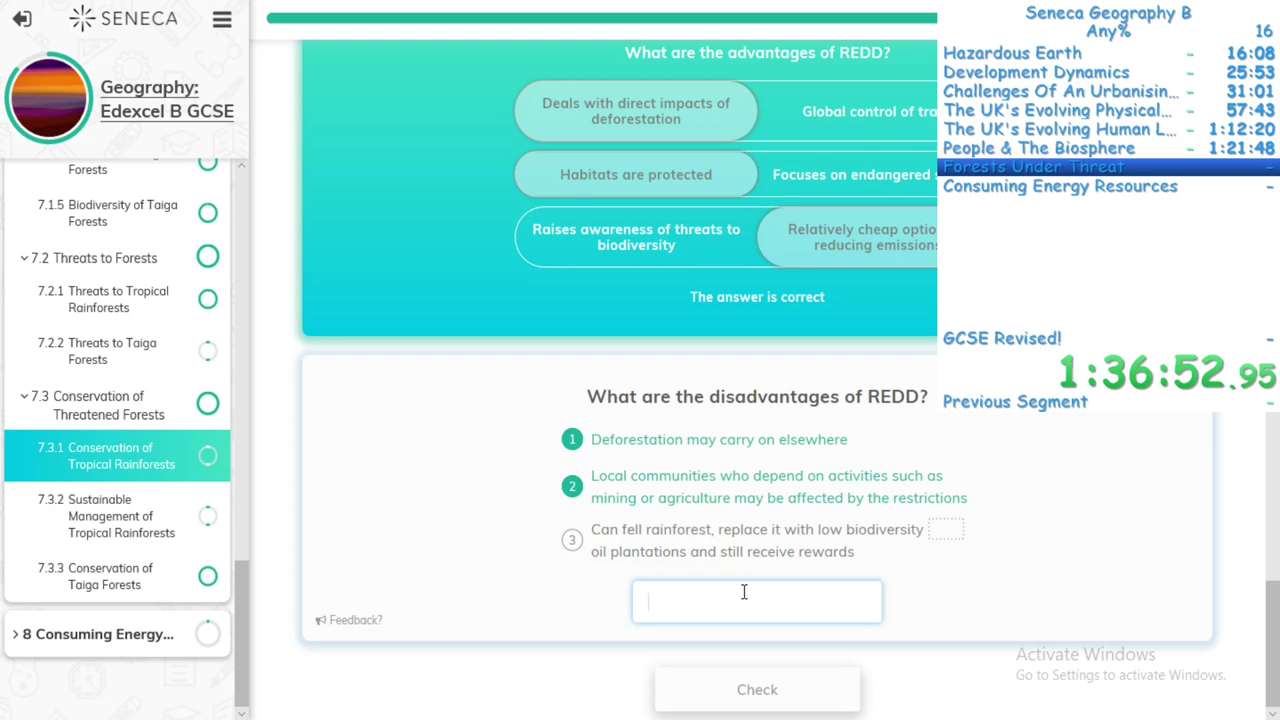 SENECA
Geography:
Edexcel B GCSE
Forests
7.1.5 Biodiversity of Taiga
Forests
7.2 Threats to Forests
7.2.1 Threats to Tropical
Rainforests
7.2.2 Threats to Taiga
Forests
7.3 Conservation of
Threatened Forests
7.3.1 Conservation of
Tropical Rainforests
7.3.2 Sustainable
Management of
Tropical Rainforests
7.3.3 Conservation of
Taiga Forests
8 Consuming Energy...
What are the advantages of REDD?
Deals with direct impacts of
deforestation
Global control of tra
Habitats are protected
Focuses on endangered
Raises awareness of threats to
biodiversity
Relatively cheap optio
reducing emissions
The answer is correct
What are the disadvantages of REDD?
1 Deforestation may carry on elsewhere
2 Local communities who depend on activities such as
mining or agriculture may be affected by the restrictions
3 Can fell rainforest, replace it with low biodiversity
oil plantations and still receive rewards
Feedback?
Check
Seneca Geography B
Any% 16
Hazardous Earth - 16:08
Development Dynamics - 25:53
Challenges Of An Urbanisin... - 31:01
The UK's Evolving Physical... - 57:43
The UK's Evolving Human L... - 1:12:20
People & The Biosphere - 1:21:48
Forests Under Threat -
Consuming Energy Resources -
GCSE Revised! -
1:36:52.95
Previous Segment -
Activate Windows
Go to Settings to activate Windows.